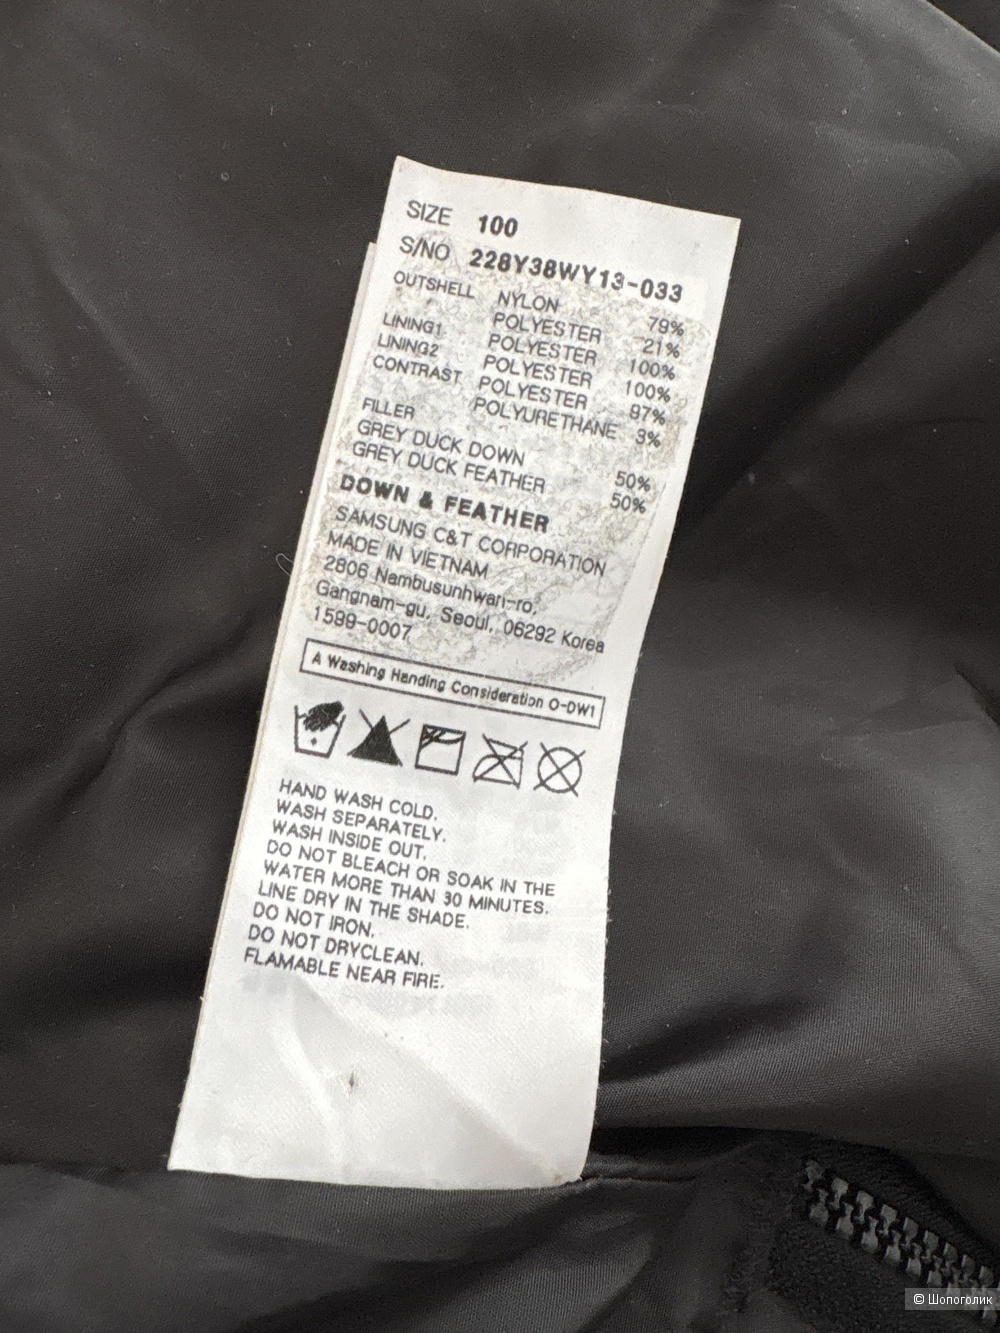 SIZE 100
S/NO 228Y38WY13-033
OUTSHELL NYLON 79%
POLYESTER 21%
LINING1 POLYESTER 100%
LINING2 POLYESTER 100%
CONTRAST POLYESTER 97%
POLYURETHANE 3%
FILLER
GREY DUCK DOWN 50%
GREY DUCK FEATHER 50%
DOWN & FEATHER
SAMSUNG C&T CORPORATION
MADE IN VIETNAM
2806 Nambusunhwan-ro,
Gangnam-gu, Seoul, 06292 Korea
1599-0007
A Washing Handing Consideration O-DW1
HAND WASH COLD.
WASH SEPARATELY.
WASH INSIDE OUT.
DO NOT BLEACH OR SOAK IN THE
WATER MORE THAN 30 MINUTES.
LINE DRY IN THE SHADE.
DO NOT IRON.
DO NOT DRYCLEAN.
FLAMABLE NEAR FIRE.
© Шопоголик